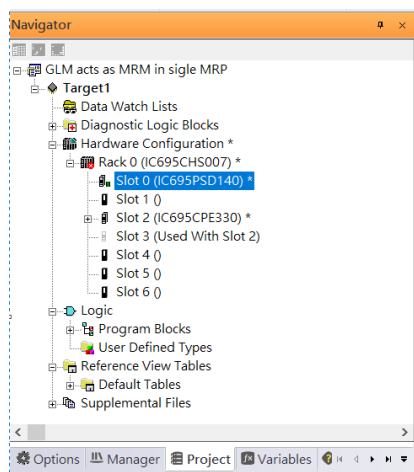 Navigator
GLM acts as MRM in sigle MRP
Target1
Data Watch Lists
Diagnostic Logic Blocks
Hardware Configuration *
Rack 0 (IC695CHS007) *
Slot 0 (IC695PSD140) *
Slot 1 ()
Slot 2 (IC695CPE330) *
Slot 3 (Used With Slot 2)
Slot 4 ()
Slot 5 ()
Slot 6 ()
Logic
Program Blocks
User Defined Types
Reference View Tables
Default Tables
Supplemental Files
Options Manager Project Variables